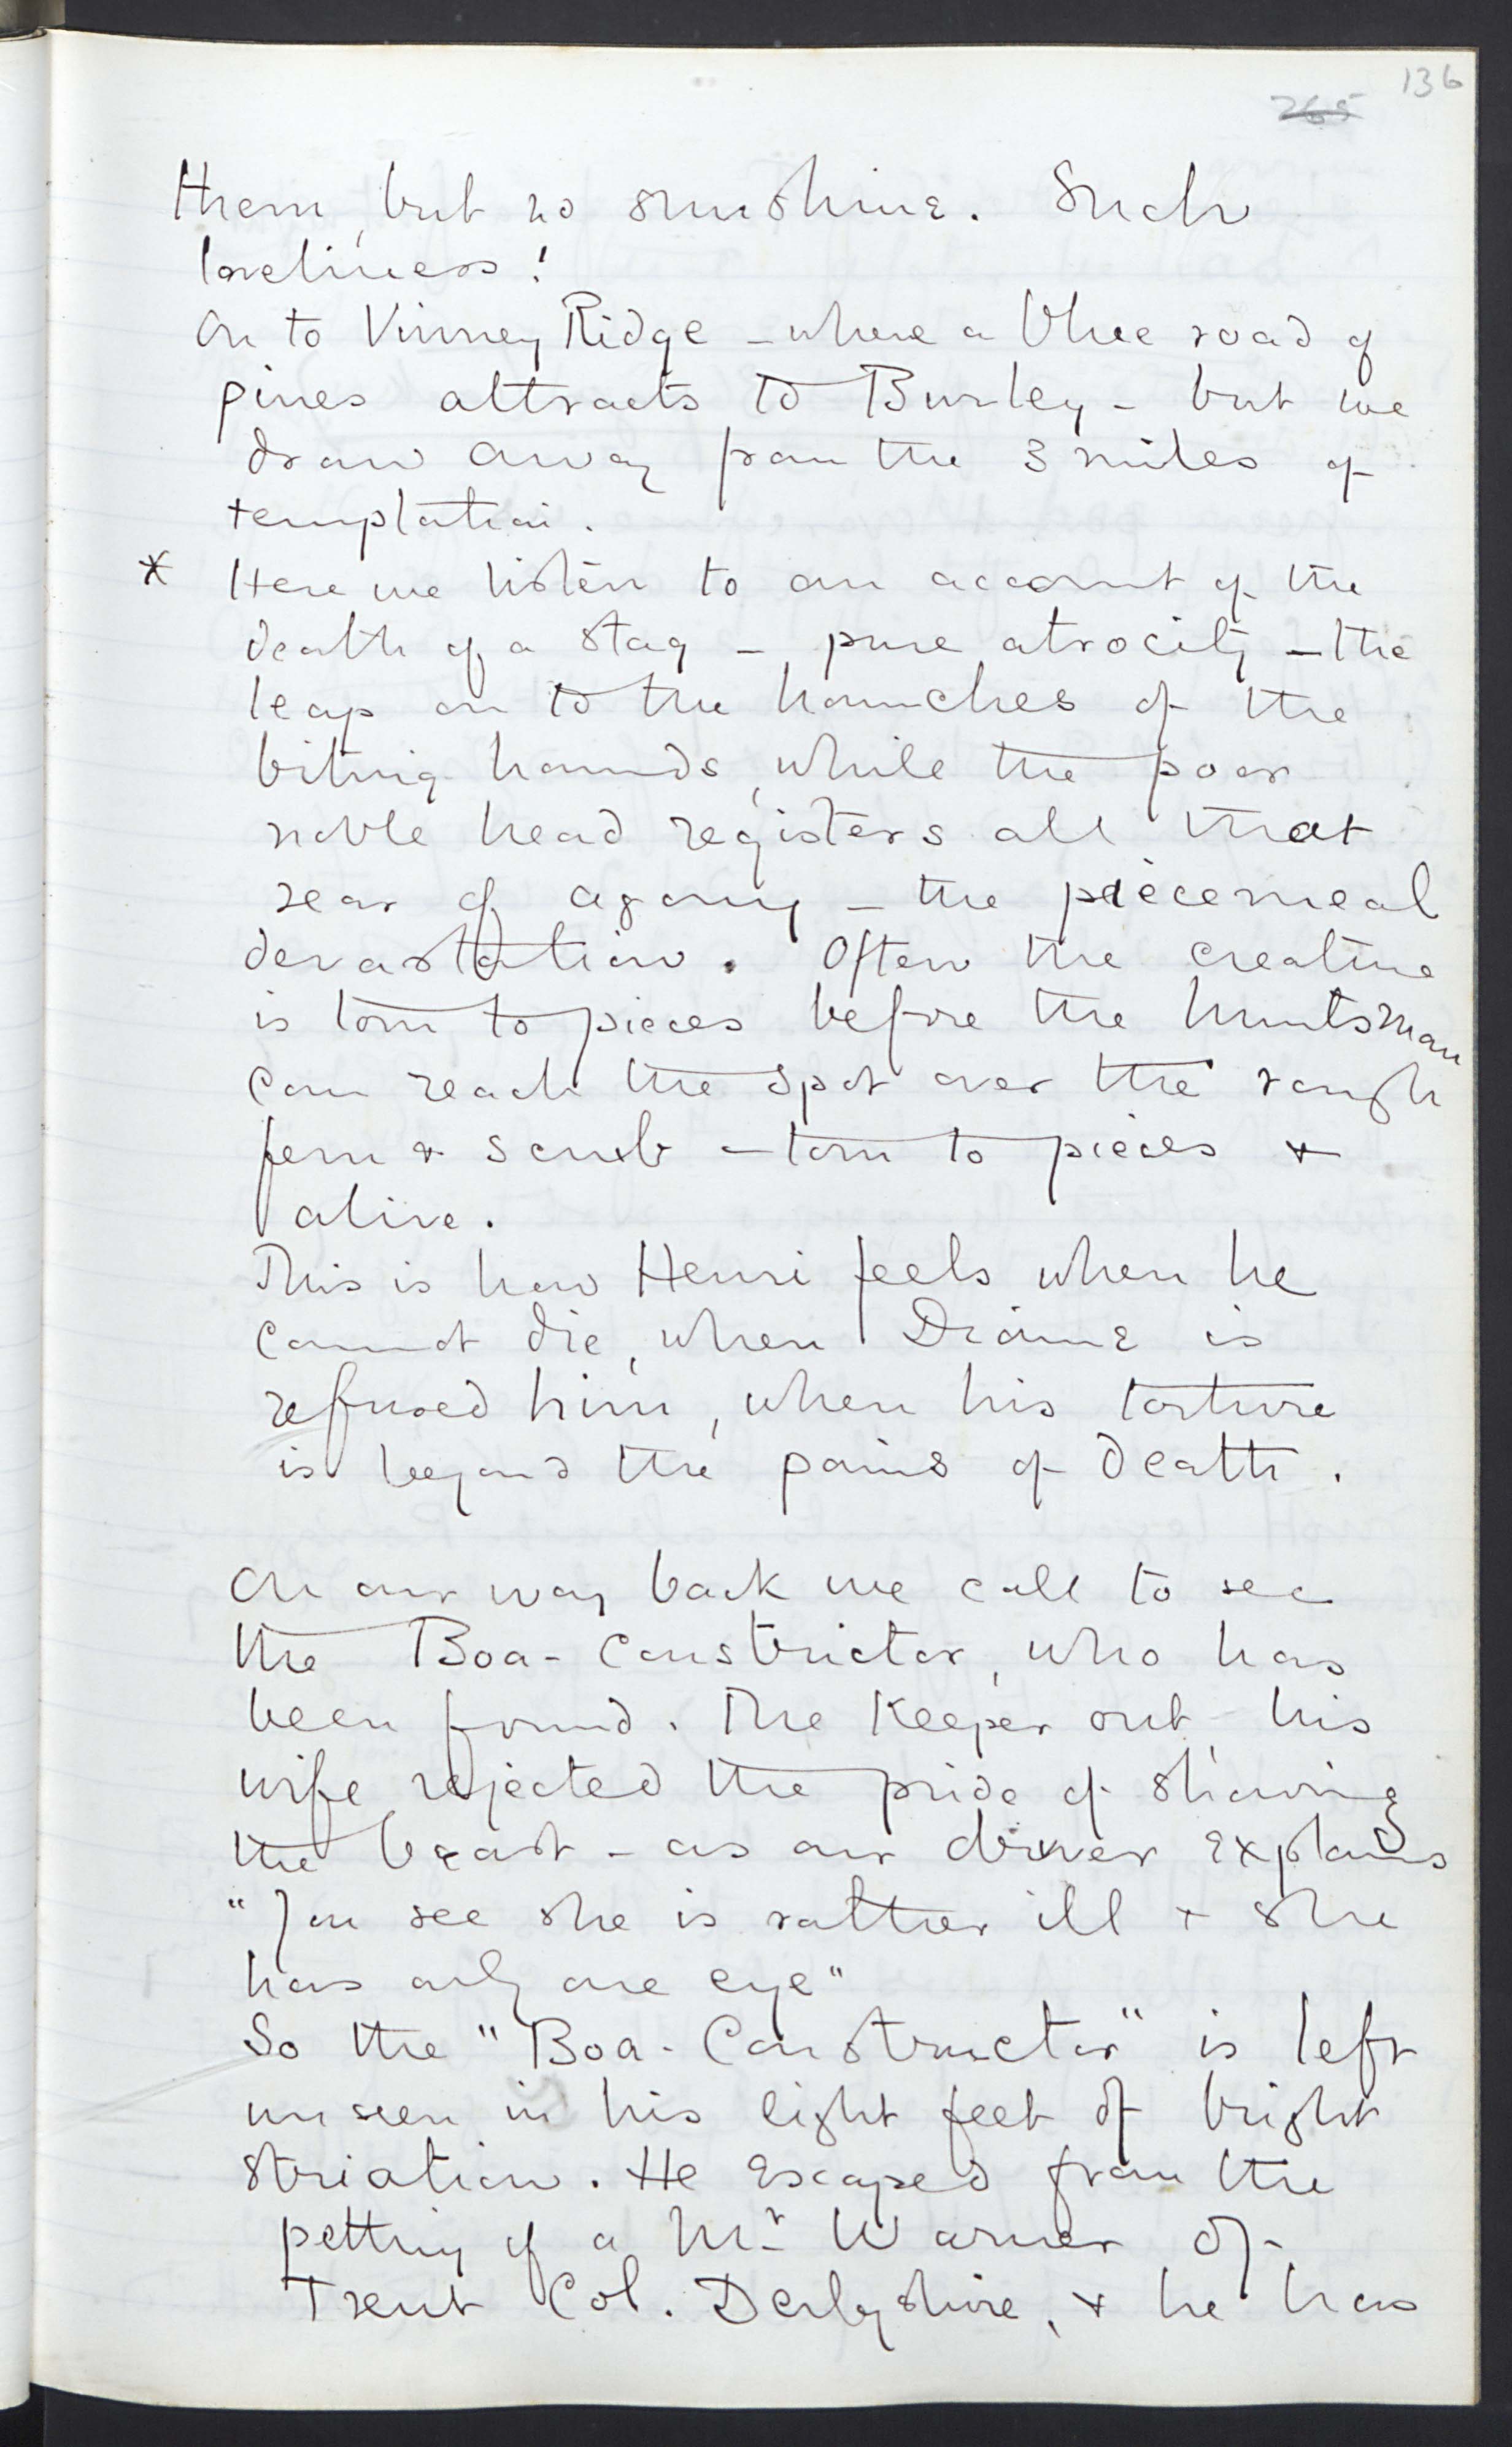 136
265
them, but no sunshine. Such
loveliness!
On to Vinney Ridge – where a blue road of
pines attracts to Burley – but we
draw away from the 3 miles of
temptation.
* Here we listen to an account of the
death of a stag – pure atrocity – the
leap on to the haunches of the
biting hounds, while the poor
noble head registers all that
year of agony – the piecemeal
devastation. Often the creature
is torn to pieces before the huntsman
can reach the spot over the rough
fern & scrub – torn to pieces &
alive.
This is how Henri feels when he
cannot die, when Diane is
refused him, when his torture
is beyond the pains of death.
On our way back we call to see
the Boa-Constrictor, who has
been found. The Keeper out, his
wife rejected the pride of showing
the beast – as our driver explains
"You see she is rather ill & she
has only one eye"
So the "Boa-Constructor" is left
unseen in his eight feet of bright
striation. He escaped from the
petting of a Mr Warner of
Trent Col. Derbyshire, & he has